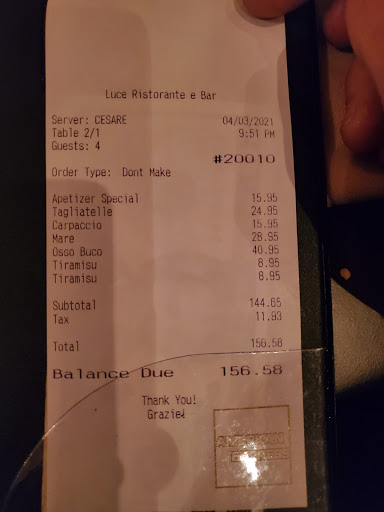 Luce Ristorante e Bar
Server: CESARE 04/03/2021
Table 2/1 9:51 PM
Guests: 4
#20010
Order Type: Dont Make
Apetizer Special 15.95
Tagliatelle 24.95
Carpaccio 15.95
Mare 28.95
Osso Buco 40.95
Tiramisu 8.95
Tiramisu 8.95
Subtotal 144.65
Tax 11.93
Total 156.58
Balance Due 156.58
Thank You!
Grazie!